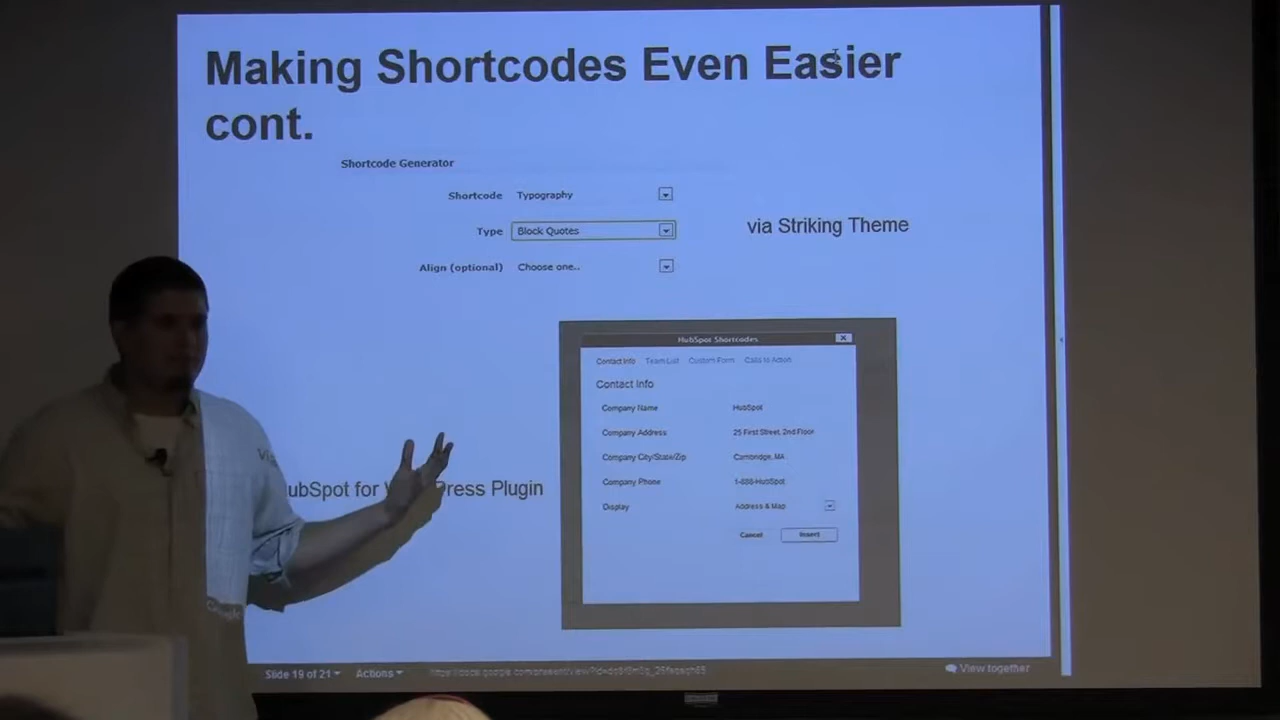 Making Shortcodes Even Easier
cont.
Shortcode Generator
Shortcode Typography
Type Block Quotes
via Striking Theme
Align (optional) Choose one..
HubSpot Shortcodes
Contact Info Team List Custom Form Calls to Action
Contact Info
Company Name HubSpot
Company Address 25 First Street, 2nd Floor
Company City/State/Zip Cambridge, MA
Company Phone 1-888-HubSpot
Display Address & Map
Cancel Insert
via
ubSpot for W Press Plugin
Google
Slide 19 of 21 Actions View together